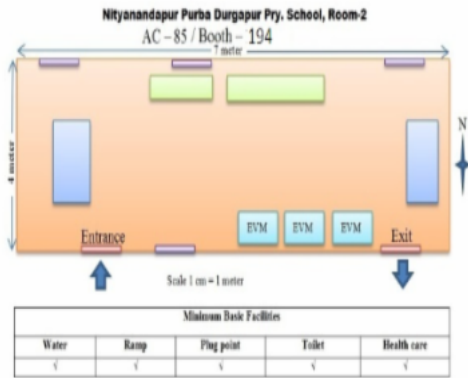 Nityanandapur Purba Durgapur Pry. School, Room-2
AC – 85 / Booth – 194
7 meter
4 meter
N
EVM EVM EVM
Entrance Exit
Scale 1 cm = 1 meter
Minimum Basic Facilities
Water Ramp Plug point Toilet Health care
√ √ √ √ √